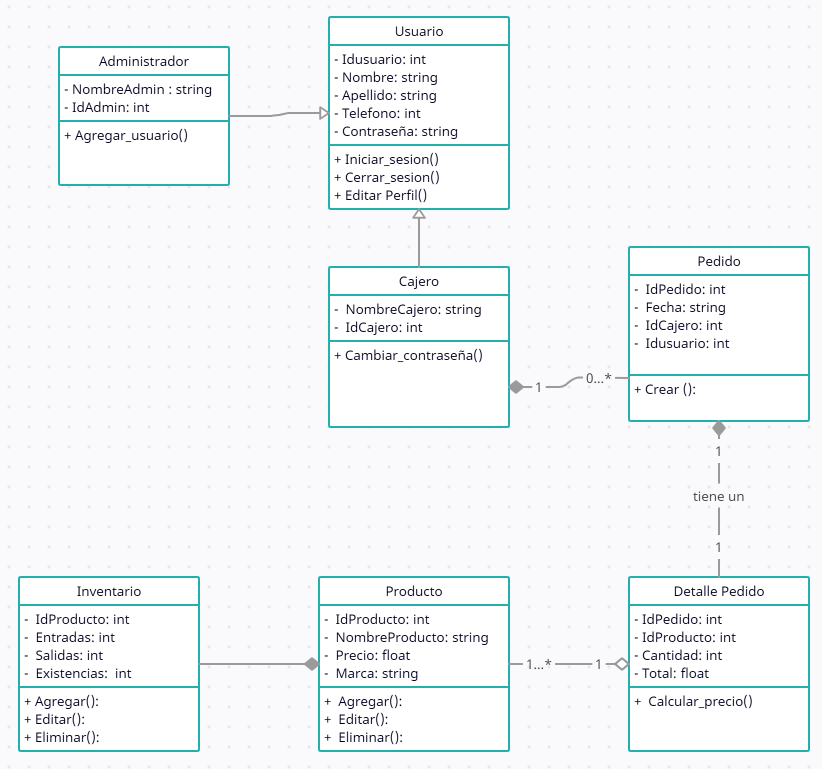 Usuario
- Idusuario: int
- Nombre: string
- Apellido: string
- Telefono: int
- Contraseña: string
+ Iniciar_sesion()
+ Cerrar_sesion()
+ Editar Perfil()
Administrador
- NombreAdmin : string
- IdAdmin: int
+ Agregar_usuario()
Cajero
- NombreCajero: string
- IdCajero: int
+ Cambiar_contraseña()
1
0...*
Pedido
- IdPedido: int
- Fecha: string
- IdCajero: int
- Idusuario: int
+ Crear ():
1
tiene un
1
Inventario
- IdProducto: int
- Entradas: int
- Salidas: int
- Existencias: int
+ Agregar():
+ Editar():
+ Eliminar():
Producto
- IdProducto: int
- NombreProducto: string
- Precio: float
- Marca: string
+ Agregar():
+ Editar():
+ Eliminar():
1...*
1
Detalle Pedido
- IdPedido: int
- IdProducto: int
- Cantidad: int
- Total: float
+ Calcular_precio()